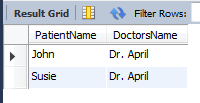 Result Grid Filter Rows:
PatientName DoctorsName
John Dr. April
Susie Dr. April